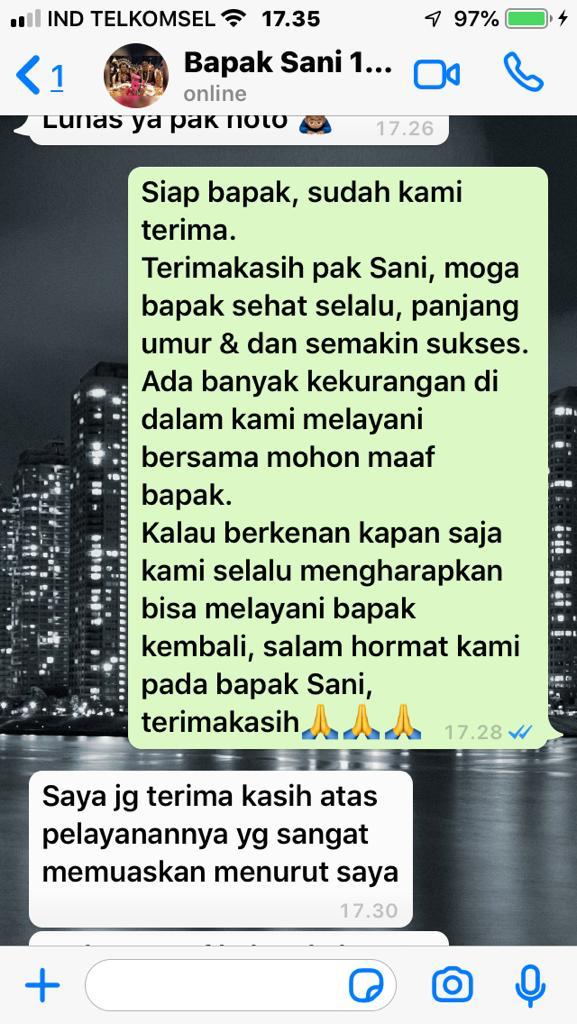 IND TELKOMSEL 17.35 97%
1 Bapak Sani 1...
online
Lunas ya pak noto 🙇🏽
17.26
Siap bapak, sudah kami
terima.
Terimakasih pak Sani, moga
bapak sehat selalu, panjang
umur & dan semakin sukses.
Ada banyak kekurangan di
dalam kami melayani
bersama mohon maaf
bapak.
Kalau berkenan kapan saja
kami selalu mengharapkan
bisa melayani bapak
kembali, salam hormat kami
pada bapak Sani,
terimakasih🙏🙏🙏 17.28
Saya jg terima kasih atas
pelayanannya yg sangat
memuaskan menurut saya
17.30